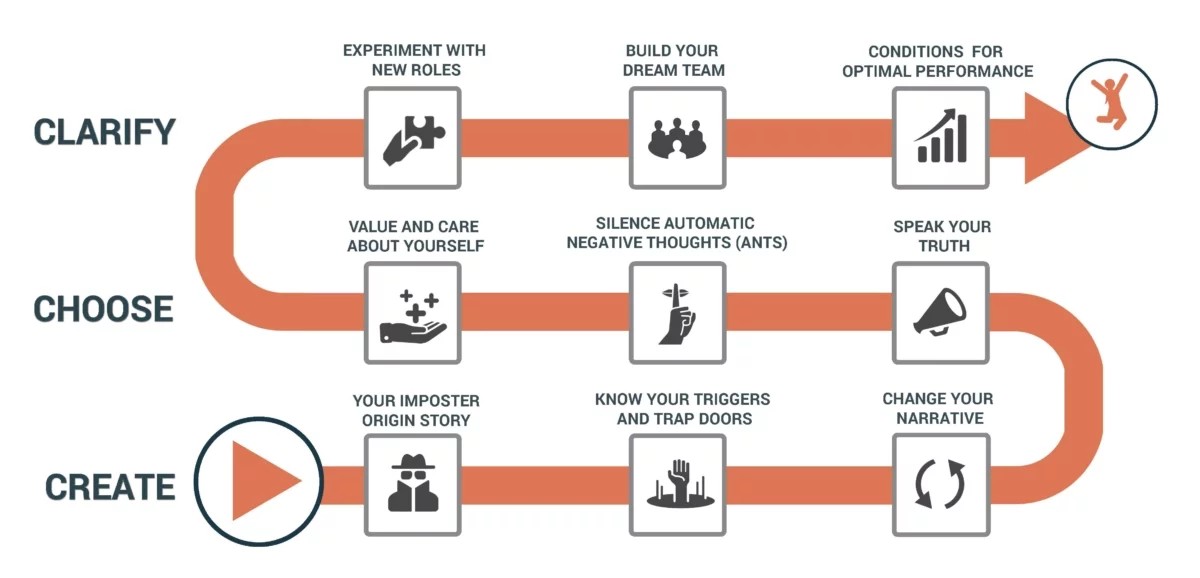 EXPERIMENT WITH
NEW ROLES
BUILD YOUR
DREAM TEAM
CONDITIONS FOR
OPTIMAL PERFORMANCE
CLARIFY
VALUE AND CARE
ABOUT YOURSELF
SILENCE AUTOMATIC
NEGATIVE THOUGHTS (ANTS)
SPEAK YOUR
TRUTH
CHOOSE
YOUR IMPOSTER
ORIGIN STORY
KNOW YOUR TRIGGERS
AND TRAP DOORS
CHANGE YOUR
NARRATIVE
CREATE